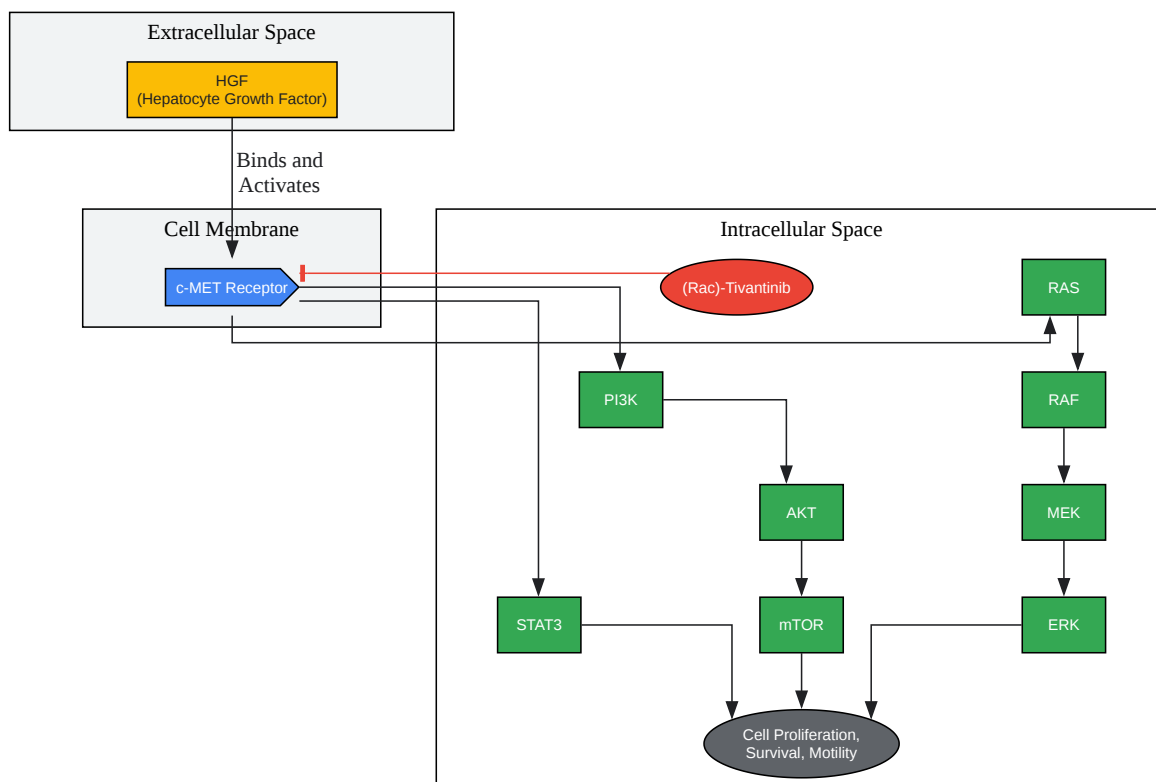 Extracellular Space
HGF
(Hepatocyte Growth Factor)
Binds and
Activates
Cell Membrane
c-MET Receptor
Intracellular Space
(Rac)-Tivantinib
RAS
PI3K
RAF
AKT
MEK
STAT3
mTOR
ERK
Cell Proliferation,
Survival, Motility